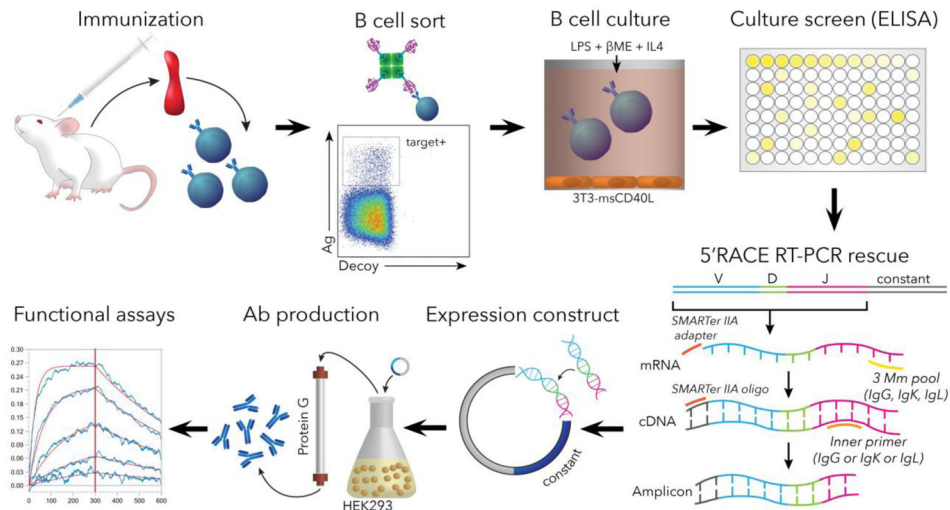 Immunization
B cell sort
B cell culture
Culture screen (ELISA)
LPS + βME + IL4
target+
Ag
Decoy
3T3-msCD40L
5'RACE RT-PCR rescue
V D J constant
SMARTer IIA
adapter
mRNA
3 Mm pool
(IgG, IgK, IgL)
SMARTer IIA oligo
cDNA
Inner primer
(IgG or IgK or IgL)
Amplicon
Expression construct
constant
Ab production
Protein G
HEK293
Functional assays
0.30
0.27
0.24
0.21
0.18
0.15
0.12
0.09
0.06
0.03
0.00
0 100 200 300 400 500 600